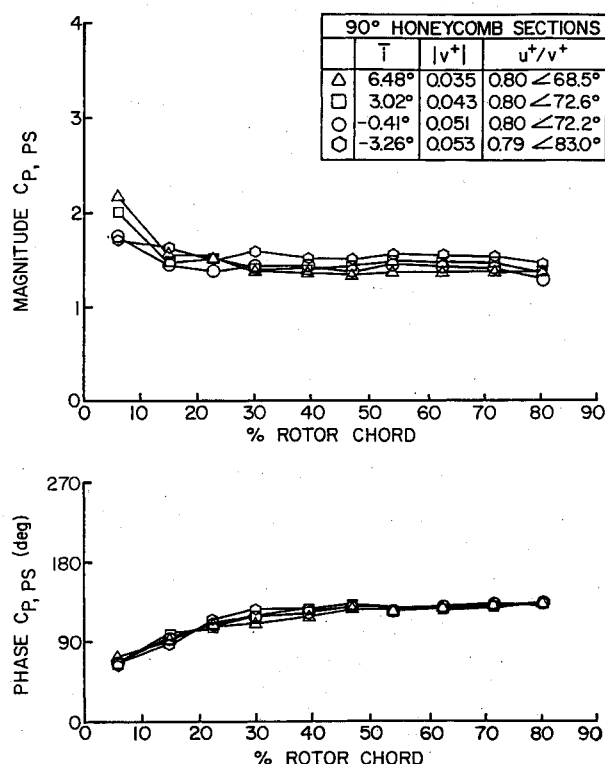 90° HONEYCOMB SECTIONS
i̅ |v⁺| u⁺/v⁺
△ 6.48° 0.035 0.80 ∠68.5°
□ 3.02° 0.043 0.80 ∠72.6°
○ -0.41° 0.051 0.80 ∠72.2°
⬡ -3.26° 0.053 0.79 ∠83.0°
MAGNITUDE C_P, PS
4
3
2
1
0
0 10 20 30 40 50 60 70 80 90
% ROTOR CHORD
PHASE C_P, PS (deg)
270
180
90
0
0 10 20 30 40 50 60 70 80 90
% ROTOR CHORD